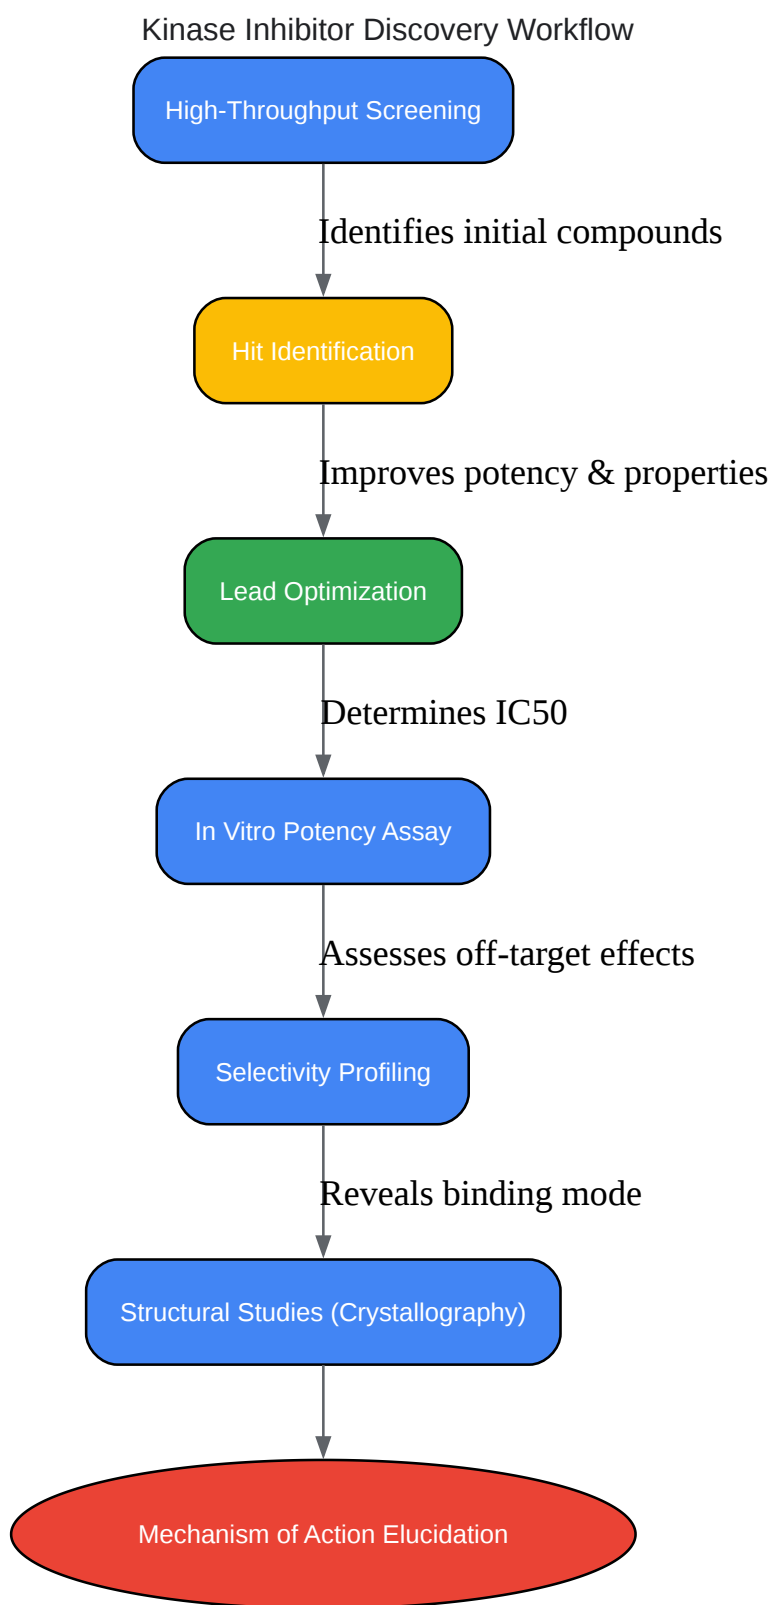 Kinase Inhibitor Discovery Workflow
High-Throughput Screening
Identifies initial compounds
Hit Identification
Improves potency & properties
Lead Optimization
Determines IC50
In Vitro Potency Assay
Assesses off-target effects
Selectivity Profiling
Reveals binding mode
Structural Studies (Crystallography)
Mechanism of Action Elucidation